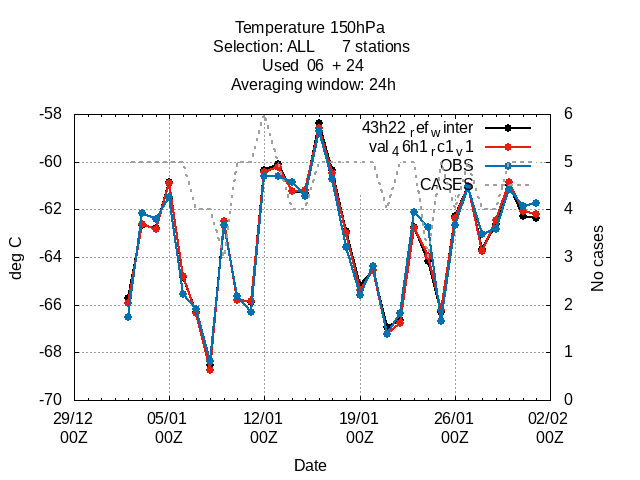 Temperature 150hPa
Selection: ALL 7 stations
Used 06 + 24
Averaging window: 24h
43h22refwinter
val46h1rc1v1
OBS
CASES
-58
-60
-62
-64
-66
-68
-70
6
5
4
3
2
1
0
deg C
No cases
29/12 05/01 12/01 19/01 26/01 02/02
00Z 00Z 00Z 00Z 00Z 00Z
Date